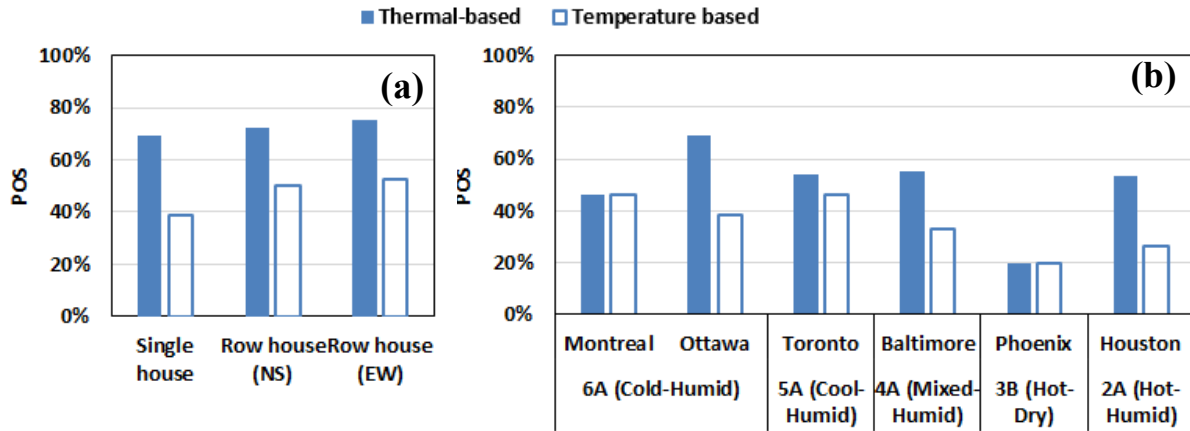 Thermal-based Temperature based
(a)
POS
100%
80%
60%
40%
20%
0%
Single house
Row house (NS)
Row house (EW)
(b)
POS
100%
80%
60%
40%
20%
0%
Montreal Ottawa Toronto Baltimore Phoenix Houston
6A (Cold-Humid)
5A (Cool-
Humid)
4A (Mixed-
Humid)
3B (Hot-
Dry)
2A (Hot-
Humid)